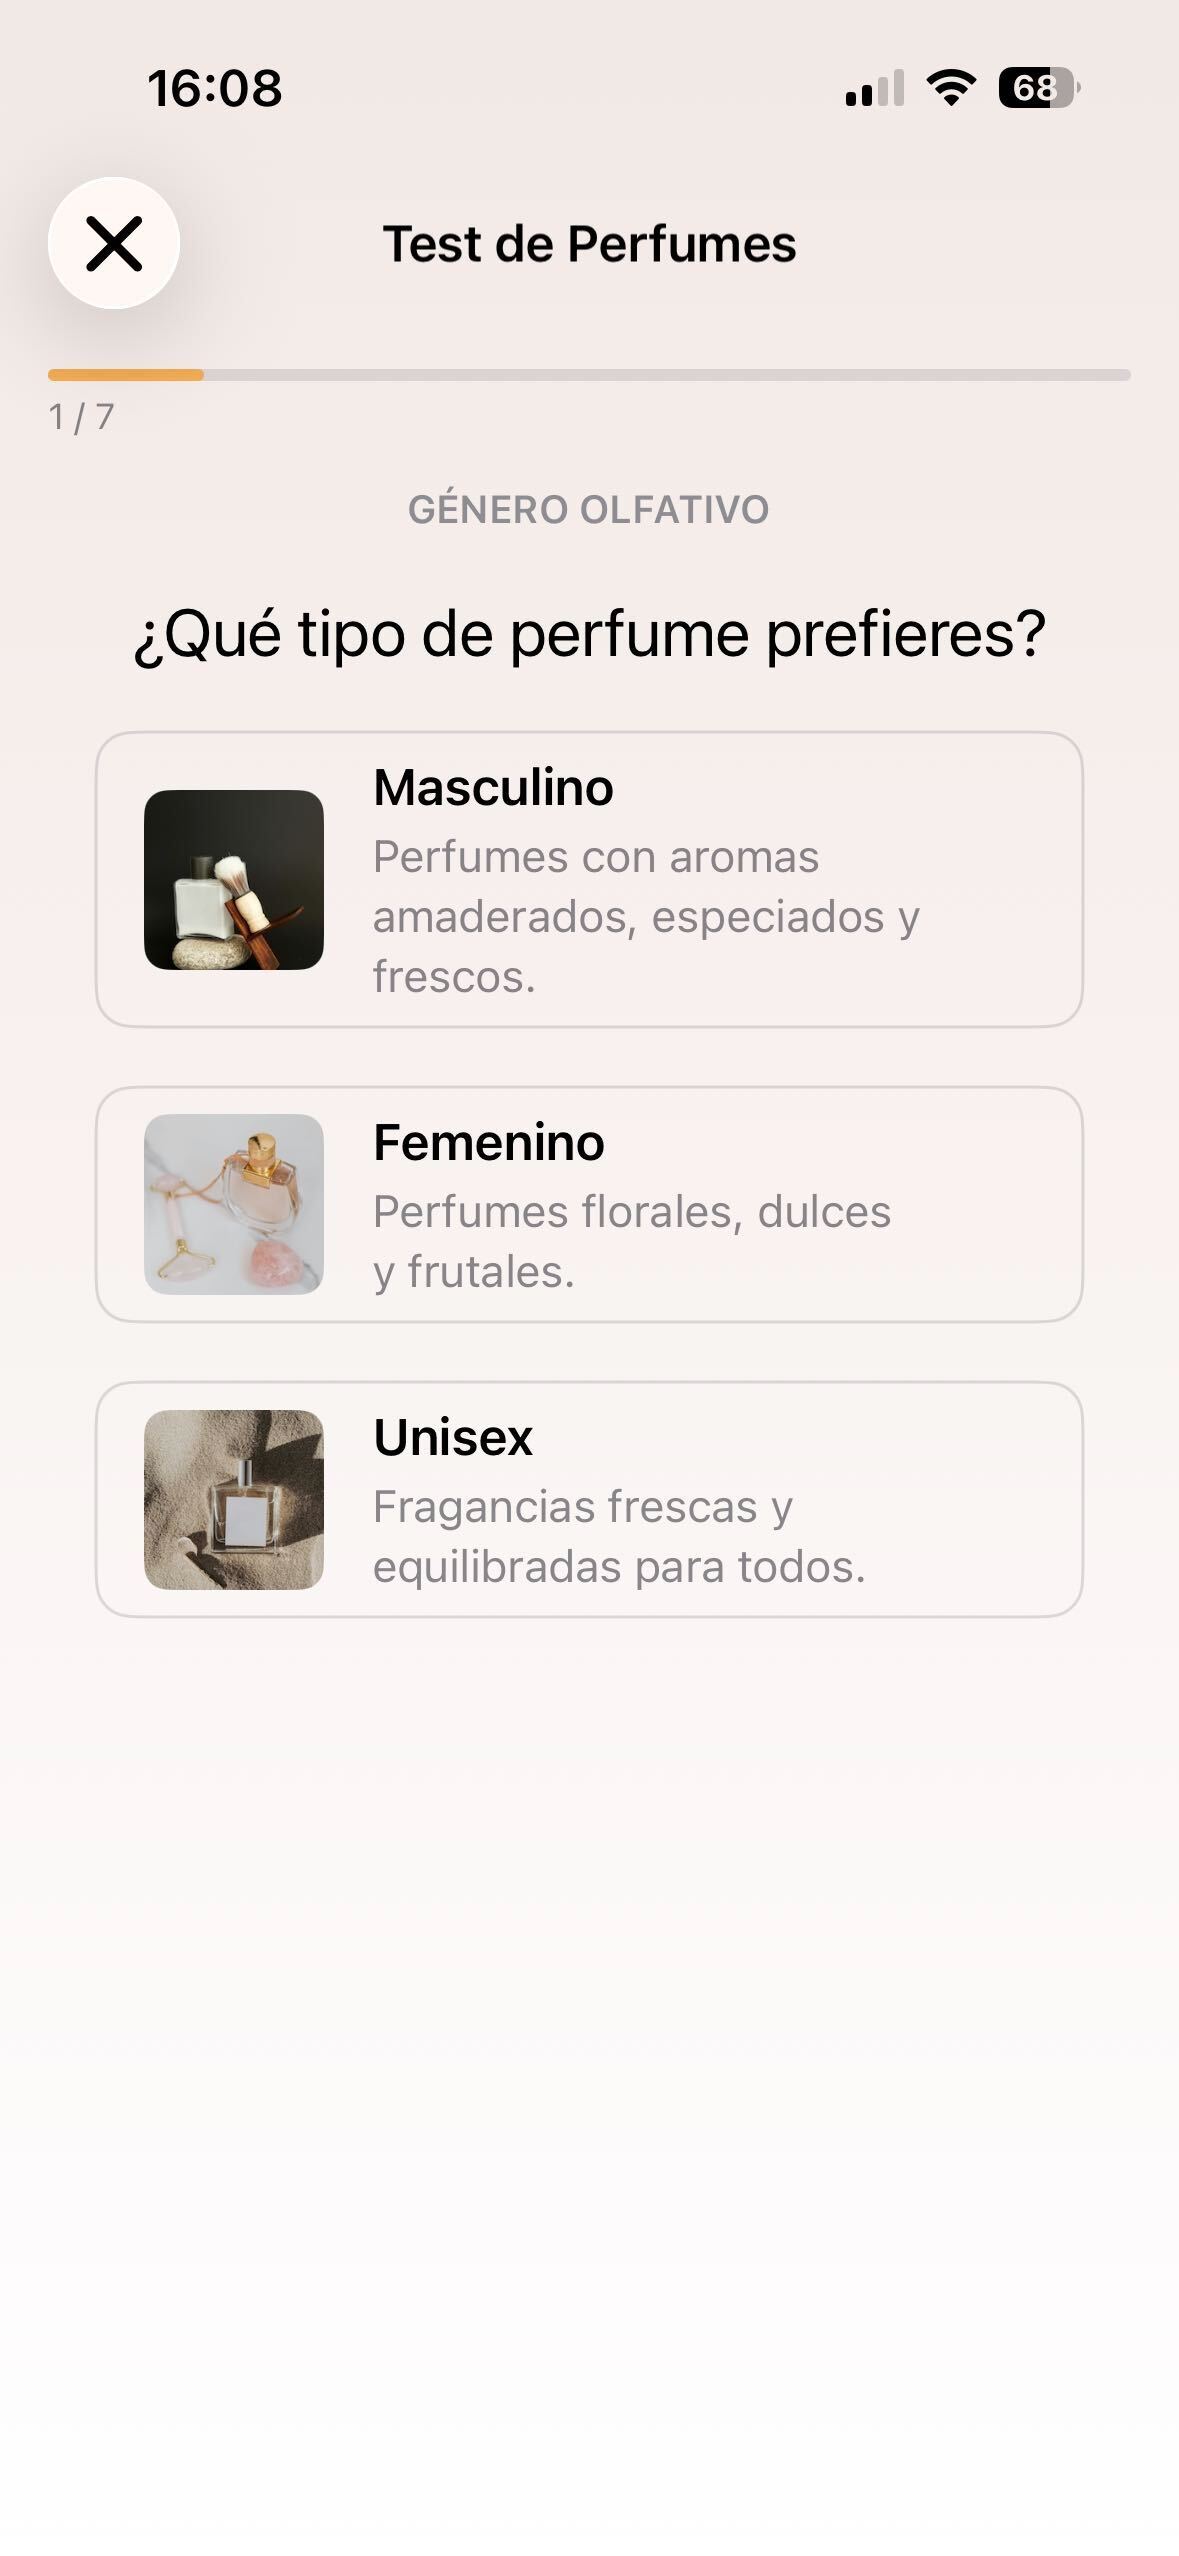 16:08
68
Test de Perfumes
1 / 7
GÉNERO OLFATIVO
¿Qué tipo de perfume prefieres?
Masculino
Perfumes con aromas
amaderados, especiados y
frescos.
Femenino
Perfumes florales, dulces
y frutales.
Unisex
Fragancias frescas y
equilibradas para todos.